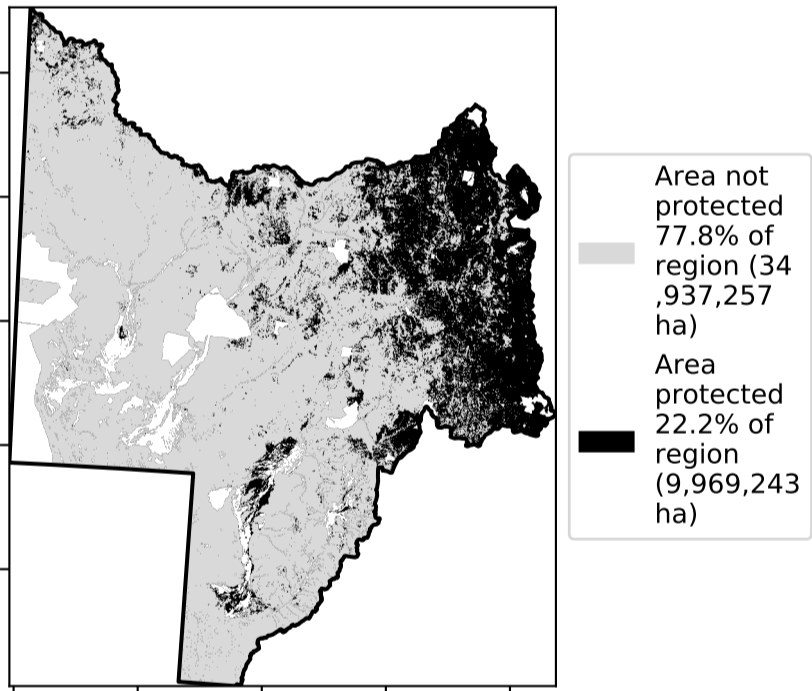 Area not
protected
77.8% of
region (34
,937,257
ha)
Area
protected
22.2% of
region
(9,969,243
ha)